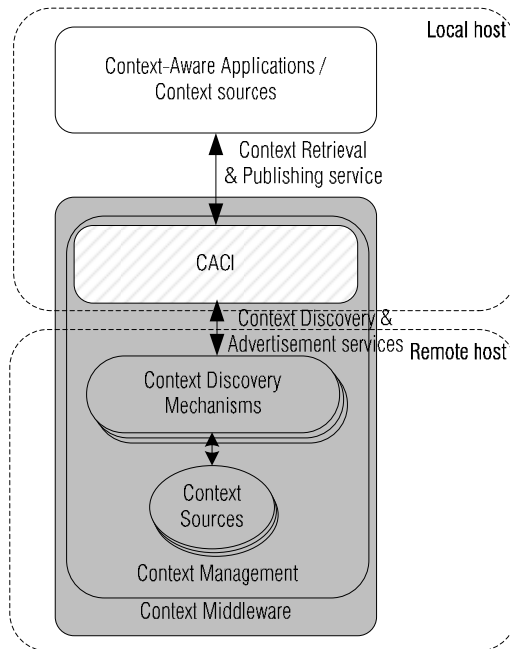 Local host
Context-Aware Applications /
Context sources
Context Retrieval
& Publishing service
CACI
Context Discovery &
Advertisement services
Remote host
Context Discovery
Mechanisms
Context
Sources
Context Management
Context Middleware